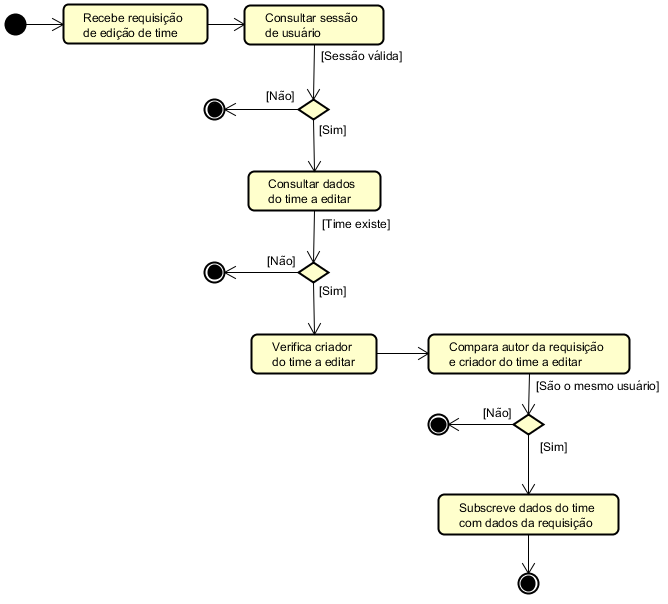 Recebe requisição
de edição de time
Consultar sessão
de usuário
[Sessão válida]
[Não]
[Sim]
Consultar dados
do time a editar
[Time existe]
[Não]
[Sim]
Verifica criador
do time a editar
Compara autor da requisição
e criador do time a editar
[São o mesmo usuário]
[Não]
[Sim]
Subscreve dados do time
com dados da requisição